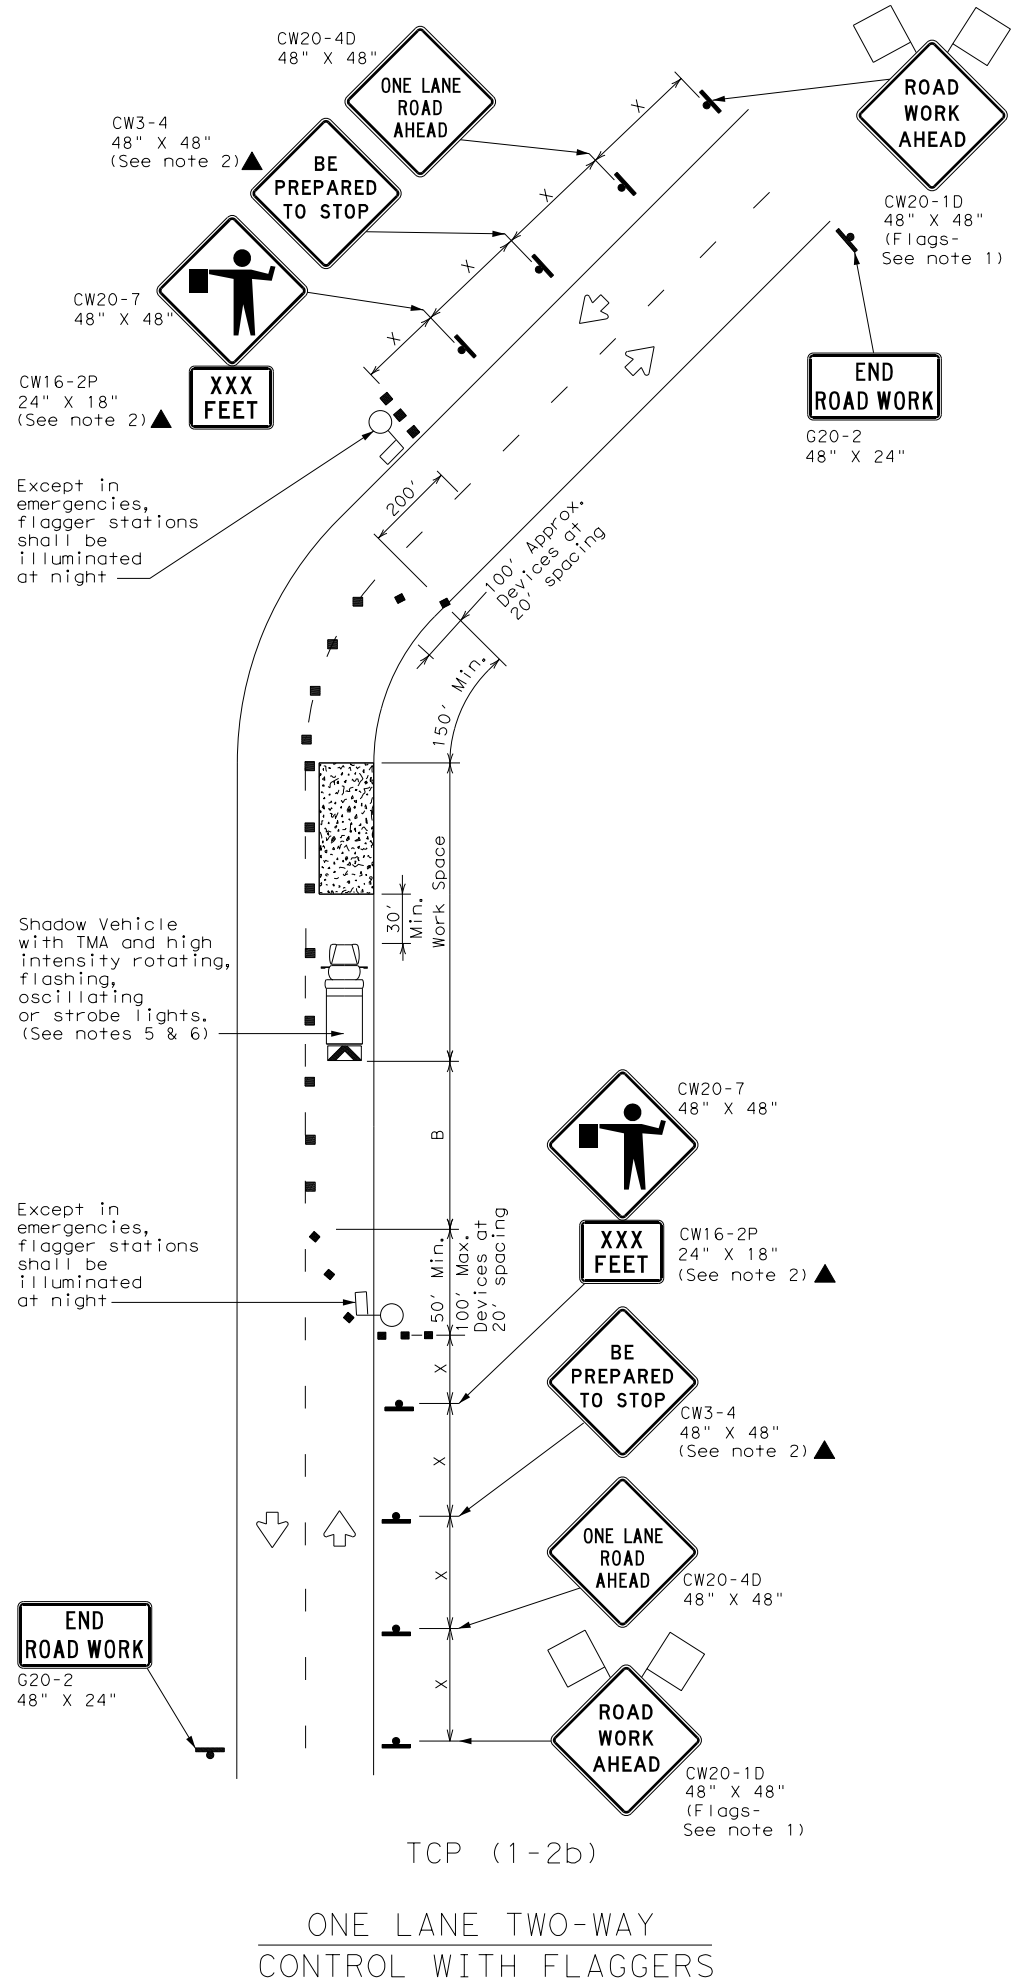 CW20-4D
48" X 48"
ONE LANE
ROAD
AHEAD
ROAD
WORK
AHEAD
CW20-1D
48" X 48"
(Flags-
See note 1)
X
CW3-4
48" X 48"
(See note 2)
BE
PREPARED
TO STOP
X
CW20-7
48" X 48"
X
X
CW16-2P
24" X 18"
(See note 2)
XXX
FEET
END
ROAD WORK
G20-2
48" X 24"
Except in
emergencies,
flagger stations
shall be
illuminated
at night
200'
100' Approx.
Devices at
20' spacing
150' Min.
Work Space
30'
Min.
Shadow Vehicle
with TMA and high
intensity rotating,
flashing,
oscillating
or strobe lights.
(See notes 5 & 6)
B
CW20-7
48" X 48"
Except in
emergencies,
flagger stations
shall be
illuminated
at night
50' Min.
100' Max.
Devices at
20' spacing
XXX
FEET
CW16-2P
24" X 18"
(See note 2)
X
BE
PREPARED
TO STOP
CW3-4
48" X 48"
(See note 2)
X
ONE LANE
ROAD
AHEAD
CW20-4D
48" X 48"
X
END
ROAD WORK
G20-2
48" X 24"
X
ROAD
WORK
AHEAD
CW20-1D
48" X 48"
(Flags-
See note 1)
TCP (1-2b)
ONE LANE TWO-WAY
CONTROL WITH FLAGGERS